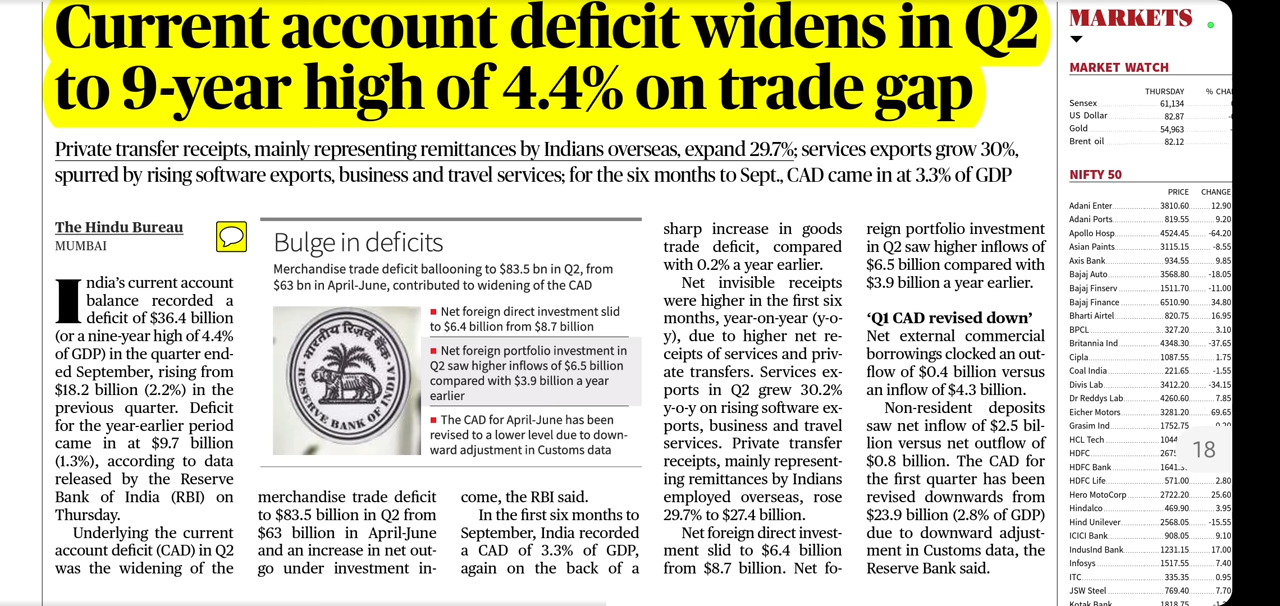 Current account deficit widens in Q2
to 9-year high of 4.4% on trade gap
Private transfer receipts, mainly representing remittances by Indians overseas, expand 29.7%; services exports grow 30%,
spurred by rising software exports, business and travel services; for the six months to Sept., CAD came in at 3.3% of GDP
The Hindu Bureau
MUMBAI
India's current account
balance recorded a
deficit of $36.4 billion
(or a nine-year high of 4.4%
of GDP) in the quarter end-
ed September, rising from
$18.2 billion (2.2%) in the
previous quarter. Deficit
for the year-earlier period
came in at $9.7 billion
(1.3%), according to data
released by the Reserve
Bank of India (RBI) on
Thursday.
Underlying the current
account deficit (CAD) in Q2
was the widening of the
Bulge in deficits
Merchandise trade deficit ballooning to $83.5 bn in Q2, from
$63 bn in April-June, contributed to widening of the CAD
भारतीय रिज़र्व बैंक
RESERVE BANK OF INDIA
■ Net foreign direct investment slid
to $6.4 billion from $8.7 billion
■ Net foreign portfolio investment in
Q2 saw higher inflows of $6.5 billion
compared with $3.9 billion a year
earlier
■ The CAD for April-June has been
revised to a lower level due to down-
ward adjustment in Customs data
merchandise trade deficit
to $83.5 billion in Q2 from
$63 billion in April-June
and an increase in net out-
go under investment in-
come, the RBI said.
In the first six months to
September, India recorded
a CAD of 3.3% of GDP,
again on the back of a
sharp increase in goods
trade deficit, compared
with 0.2% a year earlier.
Net invisible receipts
were higher in the first six
months, year-on-year (y-o-
y), due to higher net re-
ceipts of services and priv-
ate transfers. Services ex-
ports in Q2 grew 30.2%
y-o-y on rising software ex-
ports, business and travel
services. Private transfer
receipts, mainly represent-
ing remittances by Indians
employed overseas, rose
29.7% to $27.4 billion.
Net foreign direct invest-
ment slid to $6.4 billion
from $8.7 billion. Net fo-
reign portfolio investment
in Q2 saw higher inflows of
$6.5 billion compared with
$3.9 billion a year earlier.
'Q1 CAD revised down'
Net external commercial
borrowings clocked an out-
flow of $0.4 billion versus
an inflow of $4.3 billion.
Non-resident deposits
saw net inflow of $2.5 bil-
lion versus net outflow of
$0.8 billion. The CAD for
the first quarter has been
revised downwards from
$23.9 billion (2.8% of GDP)
due to downward adjust-
ment in Customs data, the
Reserve Bank said.
MARKETS
MARKET WATCH
THURSDAY % CHA
Sensex 61,134
US Dollar 82.87
Gold 54,963
Brent oil 82.12
NIFTY 50
PRICE CHANGE
Adani Enter 3810.60 12.90
Adani Ports 819.55 9.20
Apollo Hosp 4524.45 -64.20
Asian Paints 3115.15 -8.55
Axis Bank 934.55 9.85
Bajaj Auto 3568.80 -18.05
Bajaj Finserv 1511.70 -11.00
Bajaj Finance 6510.90 34.80
Bharti Airtel 820.75 16.95
BPCL 327.20 3.10
Britannia Ind 4348.30 -37.65
Cipla 1087.55 1.75
Coal India 221.65 -1.55
Divis Lab 3412.20 -34.15
Dr Reddys Lab 4260.60 7.85
Eicher Motors 3281.20 69.65
Grasim Ind 1752.75
HCL Tech 1044
HDFC 267
HDFC Bank 1641.
HDFC Life 571.00 2.80
Hero MotoCorp 2722.20 25.60
Hindalco 469.90 3.95
Hind Unilever 2568.05 -15.55
ICICI Bank 908.05 9.10
IndusInd Bank 1231.15 17.00
Infosys 1517.55 7.40
ITC 335.35 0.95
JSW Steel 769.40 7.70
Kotak Bank 1818.75
18